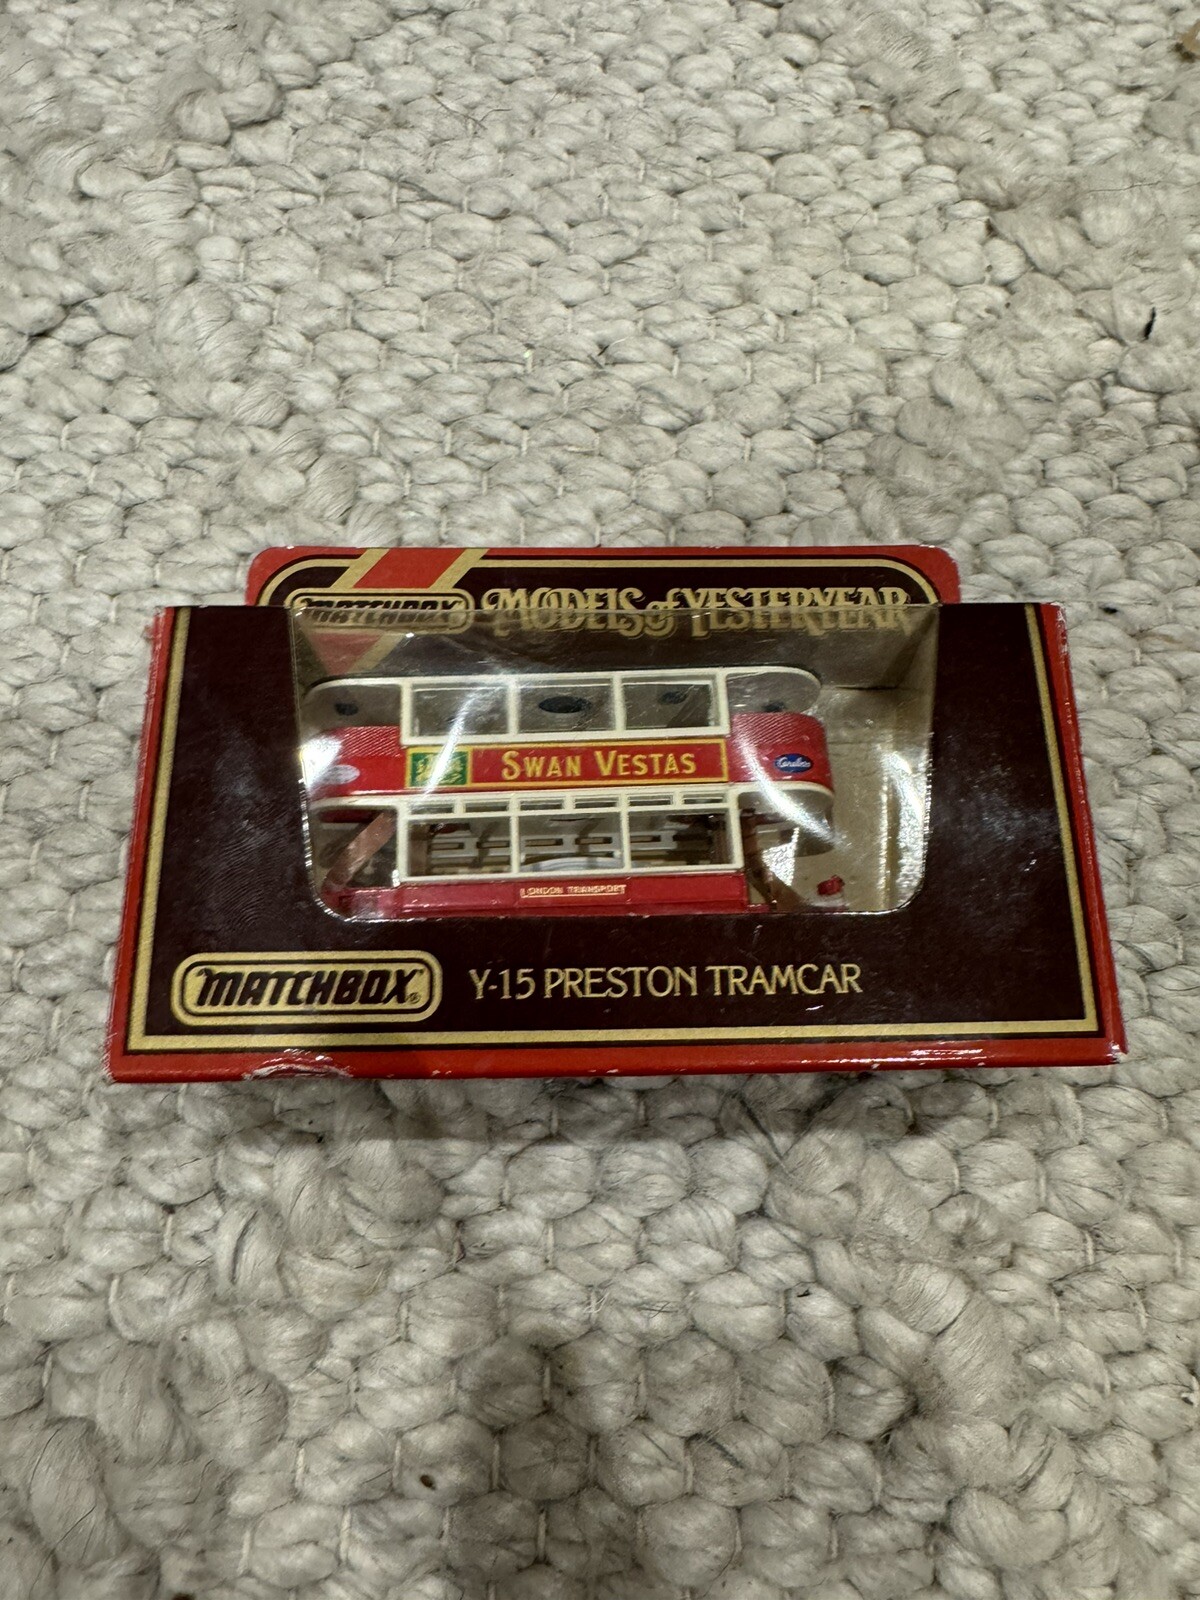 MATCHBOX MODELS of YESTERYEAR
SWAN VESTAS
LONDON TRANSPORT
MATCHBOX® Y-15 PRESTON TRAMCAR